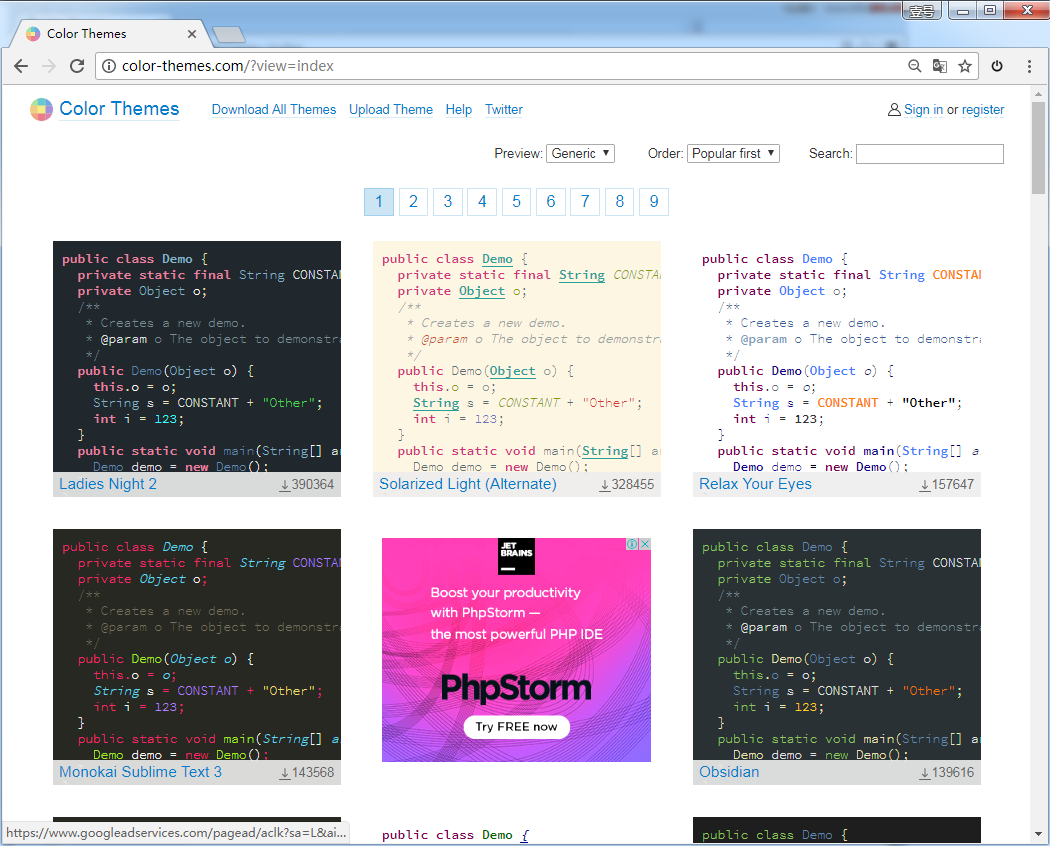 壹号
Color Themes
color-themes.com/?view=index
Color Themes
Download All Themes Upload Theme Help Twitter
Sign in or register
Preview: Generic Order: Popular first Search:
1 2 3 4 5 6 7 8 9
public class Demo {
private static final String CONSTAN
private Object o;
/**
* Creates a new demo.
* @param o The object to demonstra
*/
public Demo(Object o) {
this.o = o;
String s = CONSTANT + "Other";
int i = 123;
}
public static void main(String[] ar
Demo demo = new Demo();
Ladies Night 2 390364
public class Demo {
private static final String CONSTAN
private Object o;
/**
* Creates a new demo.
* @param o The object to demonstra
*/
public Demo(Object o) {
this.o = o;
String s = CONSTANT + "Other";
int i = 123;
}
public static void main(String[] a
Demo demo = new Demo();
Solarized Light (Alternate) 328455
public class Demo {
private static final String CONSTAN
private Object o;
/**
* Creates a new demo.
* @param o The object to demonstra
*/
public Demo(Object o) {
this.o = o;
String s = CONSTANT + "Other";
int i = 123;
}
public static void main(String[] a
Demo demo = new Demo();
Relax Your Eyes 157647
public class Demo {
private static final String CONSTAN
private Object o;
/**
* Creates a new demo.
* @param o The object to demonstra
*/
public Demo(Object o) {
this.o = o;
String s = CONSTANT + "Other";
int i = 123;
}
public static void main(String[] a
Demo demo = new Demo();
Monokai Sublime Text 3 143568
JET
BRAINS
Boost your productivity
with PhpStorm —
the most powerful PHP IDE
PhpStorm
Try FREE now
public class Demo {
private static final String CONSTAN
private Object o;
/**
* Creates a new demo.
* @param o The object to demonstra
*/
public Demo(Object o) {
this.o = o;
String s = CONSTANT + "Other";
int i = 123;
}
public static void main(String[] a
Demo demo = new Demo();
Obsidian 139616
https://www.googleadservices.com/pagead/aclk?sa=L&ai...
public class Demo {
public class Demo {